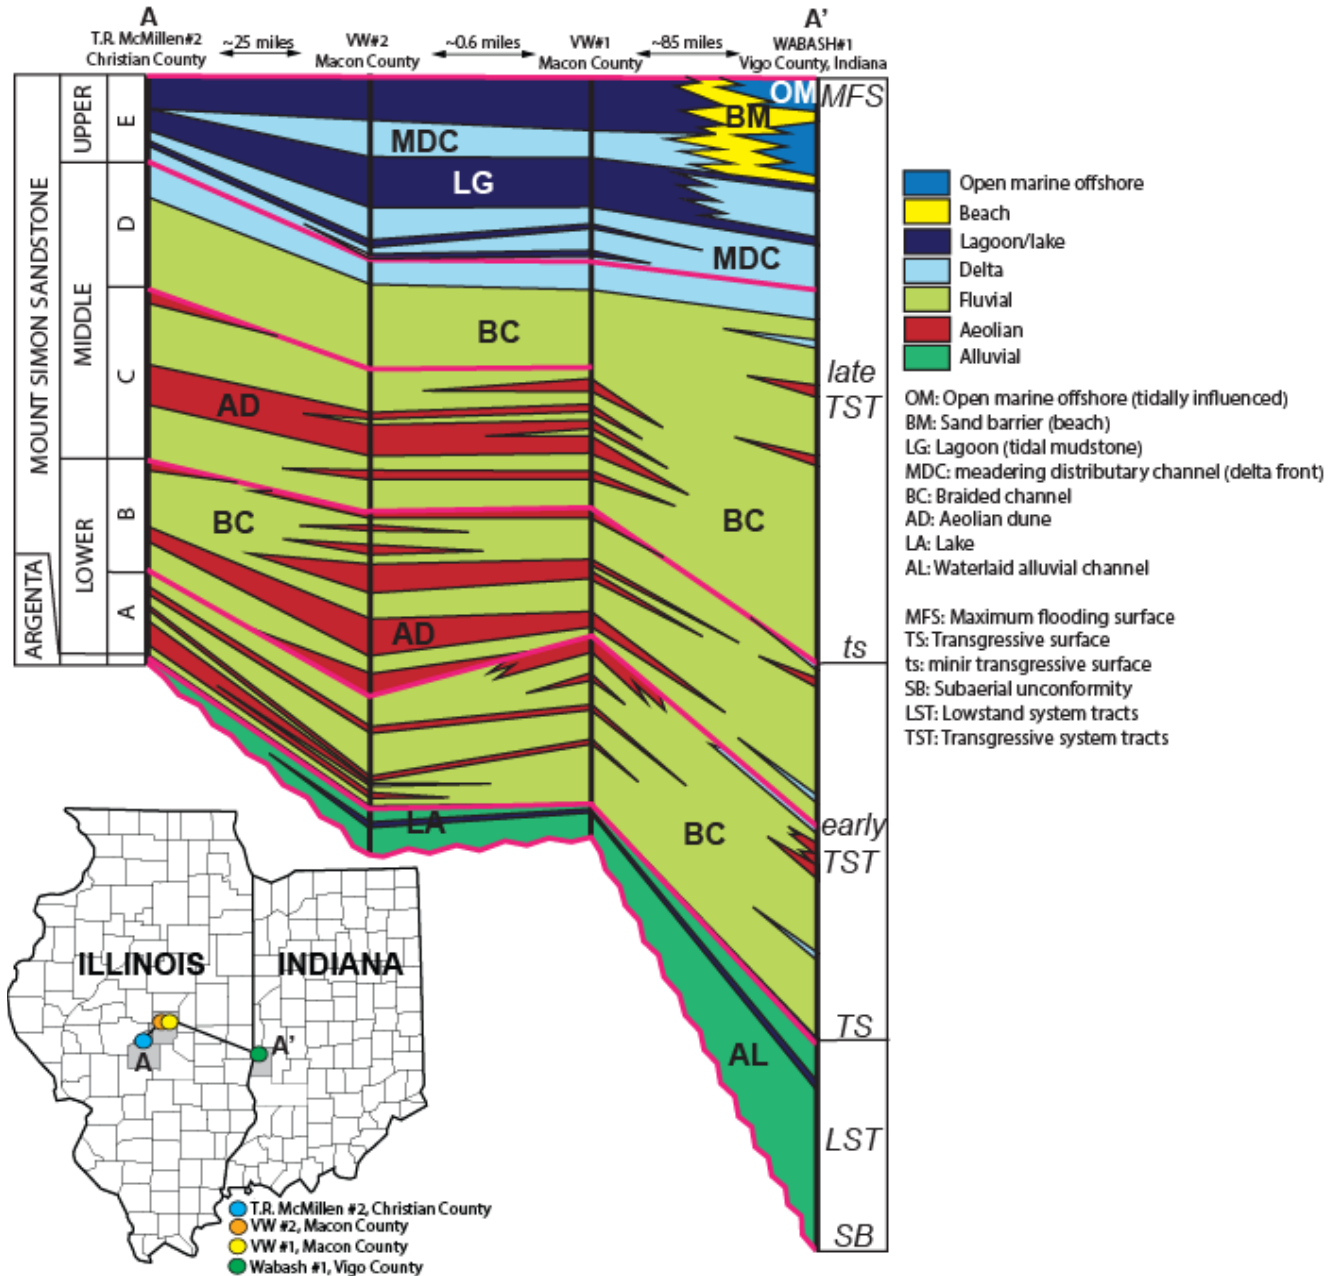 A
A'
T.R. McMillen#2
Christian County
~25 miles
VW#2
Macon County
~0.6 miles
VW#1
Macon County
~85 miles
WABASH#1
Vigo County, Indiana
MOUNT SIMON SANDSTONE
ARGENTA
UPPER
MIDDLE
LOWER
E
D
C
B
A
OM
BM
MDC
LG
MDC
BC
AD
BC
BC
AD
LA
BC
AL
MFS
late
TST
ts
early
TST
TS
LST
SB
Open marine offshore
Beach
Lagoon/lake
Delta
Fluvial
Aeolian
Alluvial
OM: Open marine offshore (tidally influenced)
BM: Sand barrier (beach)
LG: Lagoon (tidal mudstone)
MDC: meadering distributary channel (delta front)
BC: Braided channel
AD: Aeolian dune
LA: Lake
AL: Waterlaid alluvial channel
MFS: Maximum flooding surface
TS: Transgressive surface
ts: minir transgressive surface
SB: Subaerial unconformity
LST: Lowstand system tracts
TST: Transgressive system tracts
ILLINOIS
INDIANA
A
A'
T.R. McMillen #2, Christian County
VW #2, Macon County
VW #1, Macon County
Wabash #1, Vigo County